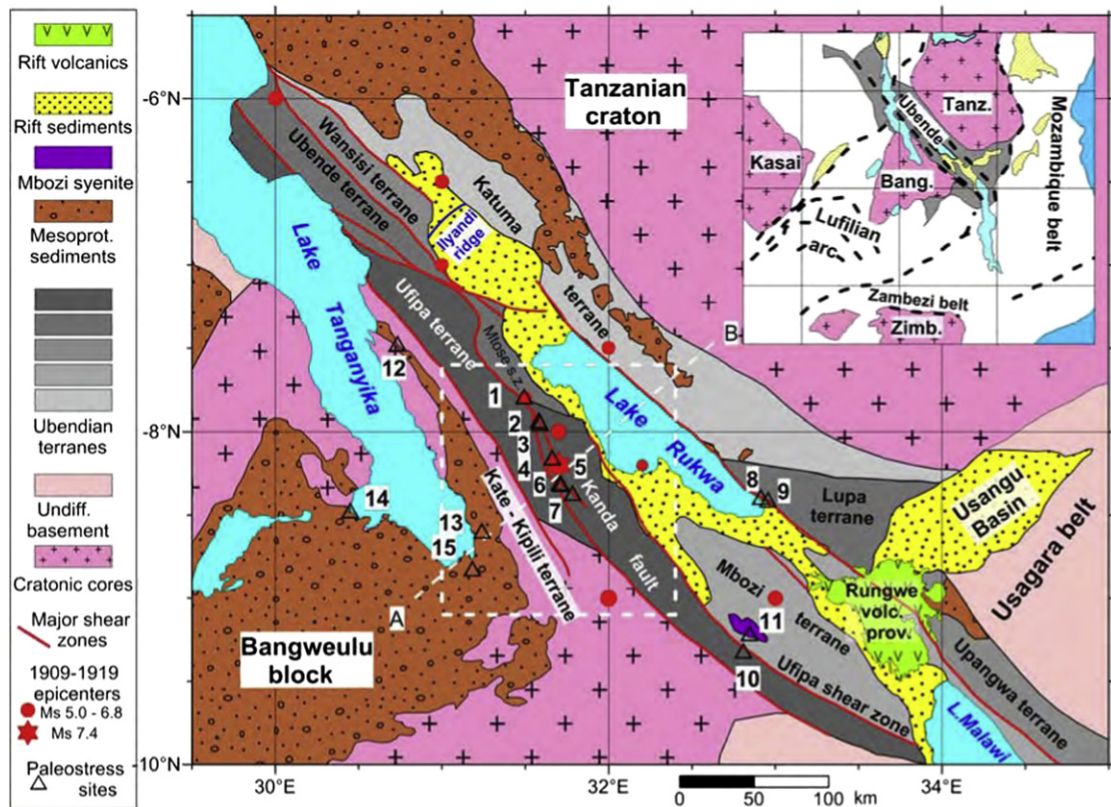 Rift volcanics
Rift sediments
Mbozi syenite
Mesoprot.
sediments
Ubendian
terranes
Undiff.
basement
Cratonic cores
Major shear
zones
1909-1919
epicenters
Ms 5.0 - 6.8
Ms 7.4
Paleostress
sites
-6°N
-8°N
10°N
30°E
32°E
34°E
0 50 100 km
Tanzanian
craton
Wansisi terrane
Ubende terrane
Katuma
terrane
Ilyandi
ridge
Ufipa terrane
Mtose s.z.
Lake
Tanganyika
Lake
Rukwa
Kate - Kipili terrane
Kanda
fault
Lupa
terrane
Usangu
Basin
Usagara belt
Mbozi
terrane
Rungwe
volc.
prov.
Ufipa shear zone
Upangwa terrane
L.Malawi
Bangweulu
block
A
B
1
2
3
4
5
6
7
8
9
10
11
12
13
14
15
Kasai
Ubende
Tanz.
Bang.
Mozambique belt
Lufilian
arc
Zambezi belt
Zimb.